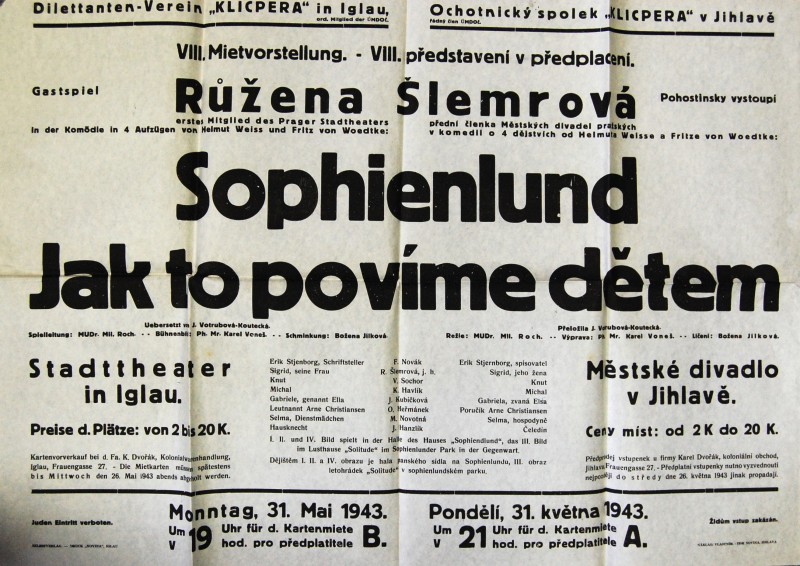 Dilettanten-Verein „KLICPERA" in Iglau,
ord. Mitglied der ÚMDOČ.
Ochotnický spolek „KLICPERA" v Jihlavě
řádný člen ÚMDOČ.
VIII. Mietvorstellung. - VIII. představení v předplacení.
Gastspiel
Růžena Šlemrová
Pohostinsky vystoupí
erstes Mitglied des Prager Stadtheaters
přední členka Městských divadel pražských
in der Komödie in 4 Aufzügen von Helmut Weiss und Fritz von Woedtke:
v komedii o 4 dějstvích od Helmuta Weisse a Fritze von Woedtke:
Sophienlund
Jak to povíme dětem
Uebersetzt v. J. Votrubová-Koutecká.
Přeložila J. Votrubová-Koutecká.
Spielleitung: MUDr. Mil. Roch. - - Bühnenbild: Ph. Mr. Karel Voneš. - - Schminkung: Božena Jílková.
Režie: MUDr. Mil. Roch. - - Výprava: Ph. Mr. Karel Voneš. - - Líčení: Božena Jílková.
Stadttheater
in Iglau.
Preise d. Plätze: von 2 bis 20 K.
Kartenvorverkauf bei d. Fa. K. Dvořák, Kolonialwarenhandlung,
Iglau, Frauengasse 27. - Die Mietkarten müssen spätestens
bis Mittwoch den 26. Mai 1943 abends abgeholt werden.
Erik Stjenborg, Schriftsteller F. Novák Erik Stjernborg, spisovatel
Sigrid, seine Frau R. Šlemrová, j. h. Sigrid, jeho žena
Knut V. Sochor Knut
Michal K. Havlík Michal
Gabriele, genannt Ella J. Kubičková Gabriela, zvaná Elsa
Leutnannt Arne Christiansen O. Heřmánek Poručík Arne Christiansen
Selma, Dienstmädchen M. Novotná Selma, hospodyně
Hausknecht J. Hanzlík Čeledín
I. II. und IV. Bild spielt in der Halle des Hauses „Sophiendlund", das III. Bild
im Lusthause „Solitude" im Sophienlunder Park in der Gegenwart.
Dějištěm I. II. a IV. obrazu je hala panského sídla na Sophienlundu, III. obraz
letohrádek „Solitude" v sophienlundském parku.
Městské divadlo
v Jihlavě.
Ceny míst: od 2 K do 20 K.
Předprodej vstupenek u firmy Karel Dvořák, koloniální obchod,
Jihlava, Frauengasse 27. - Předplatní vstupenky nutno vyzvednouti
nejpozději do středy dne 26. května 1943 jinak propadají.
Juden Eintritt verboten.
Monntag, 31. Mai 1943.
Um 19 Uhr für d. Kartenmiete B.
V 19 hod. pro předplatitele B.
Pondělí, 31. května 1943.
Um 21 Uhr für d. Kartenmiete A.
V 21 hod. pro předplatitele A.
Židům vstup zakázán.